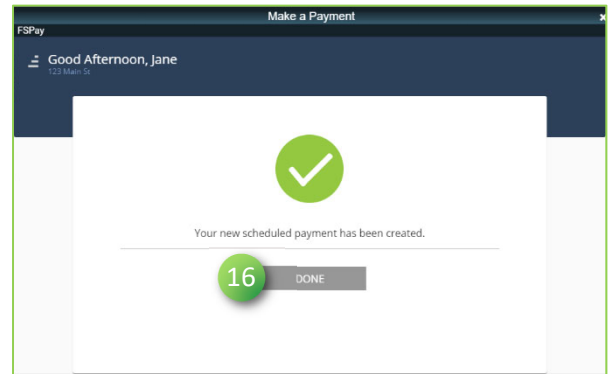 Make a Payment
x
FSPay
Good Afternoon, Jane
123 Main St
Your new scheduled payment has been created.
16
DONE